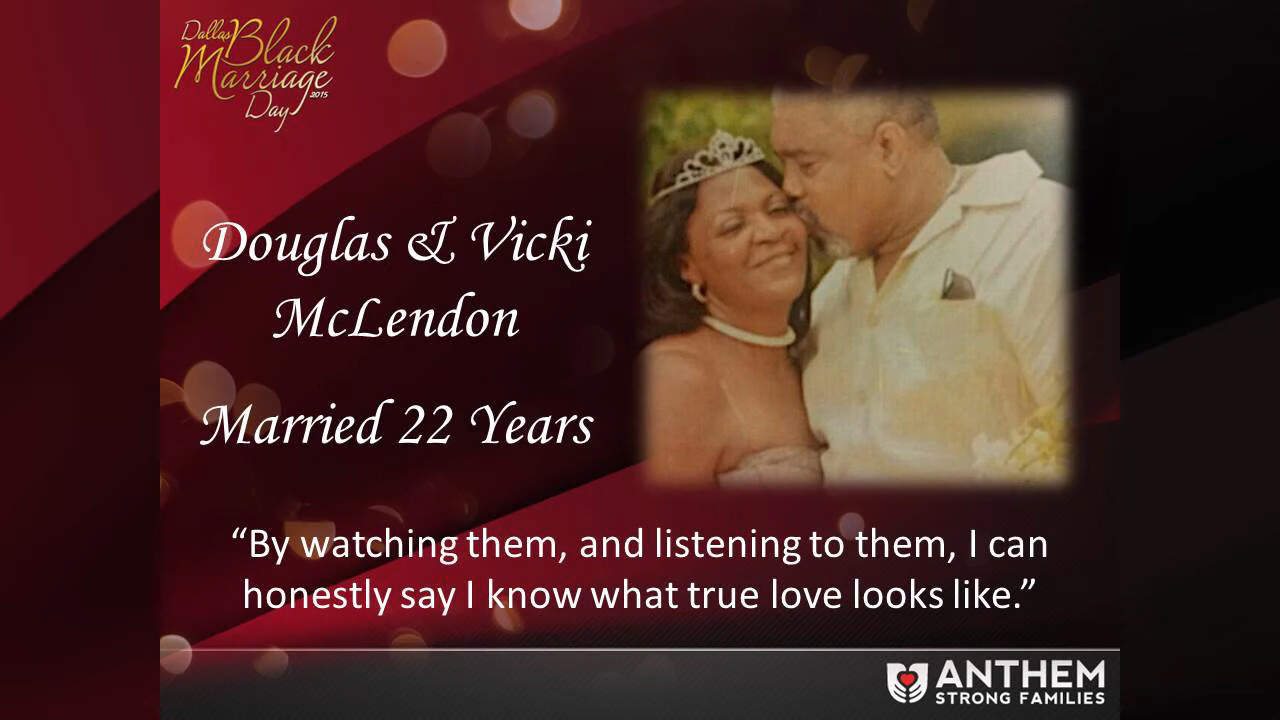 Dallas Black
Marriage
Day 2015
Douglas & Vicki
McLendon
Married 22 Years
“By watching them, and listening to them, I can
honestly say I know what true love looks like.”
ANTHEM
STRONG FAMILIES